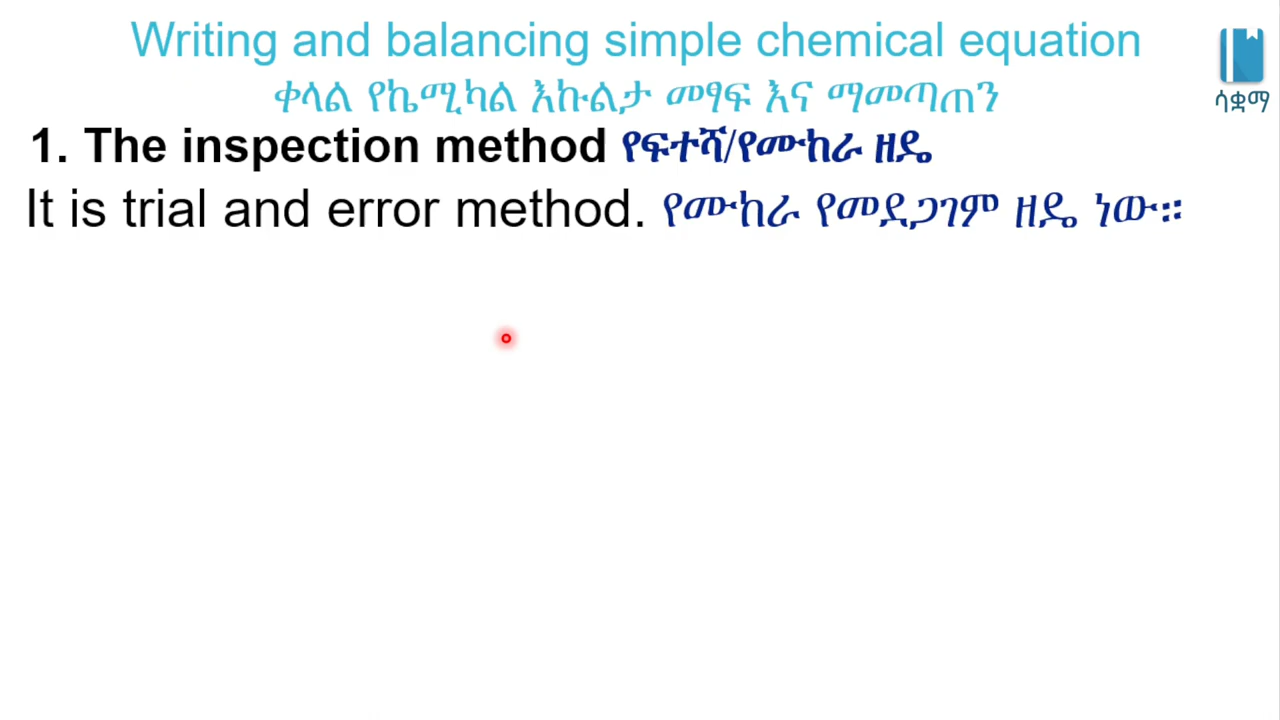 Writing and balancing simple chemical equation
ቀላል የኬሚካል እኩልታ መፃፍ እና ማመጣጠን
ሳቋማ
1. The inspection method የፍተሻ/የሙከራ ዘዴ
It is trial and error method. የሙከራ የመደጋገም ዘዴ ነው።